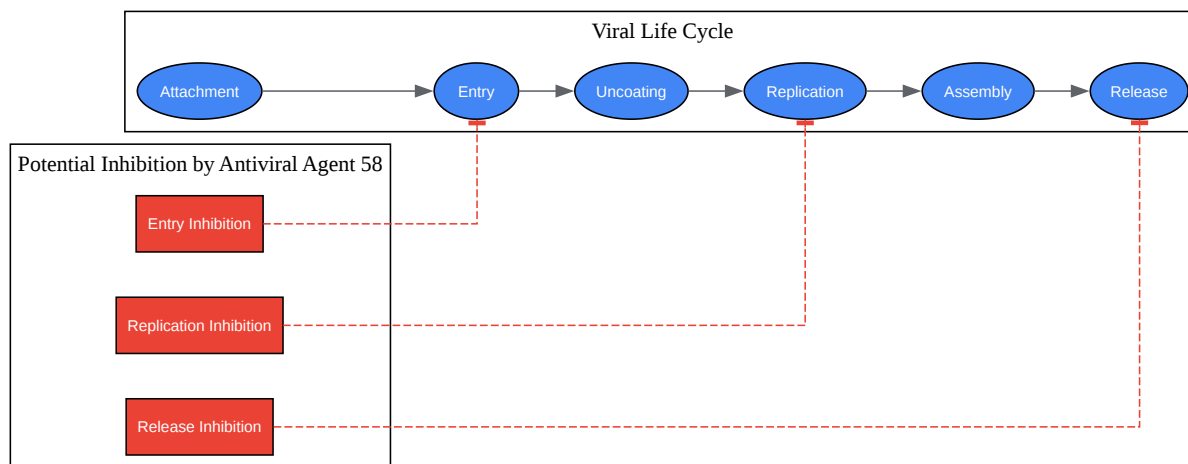 Viral Life Cycle
Attachment
Entry
Uncoating
Replication
Assembly
Release
Potential Inhibition by Antiviral Agent 58
Entry Inhibition
Replication Inhibition
Release Inhibition